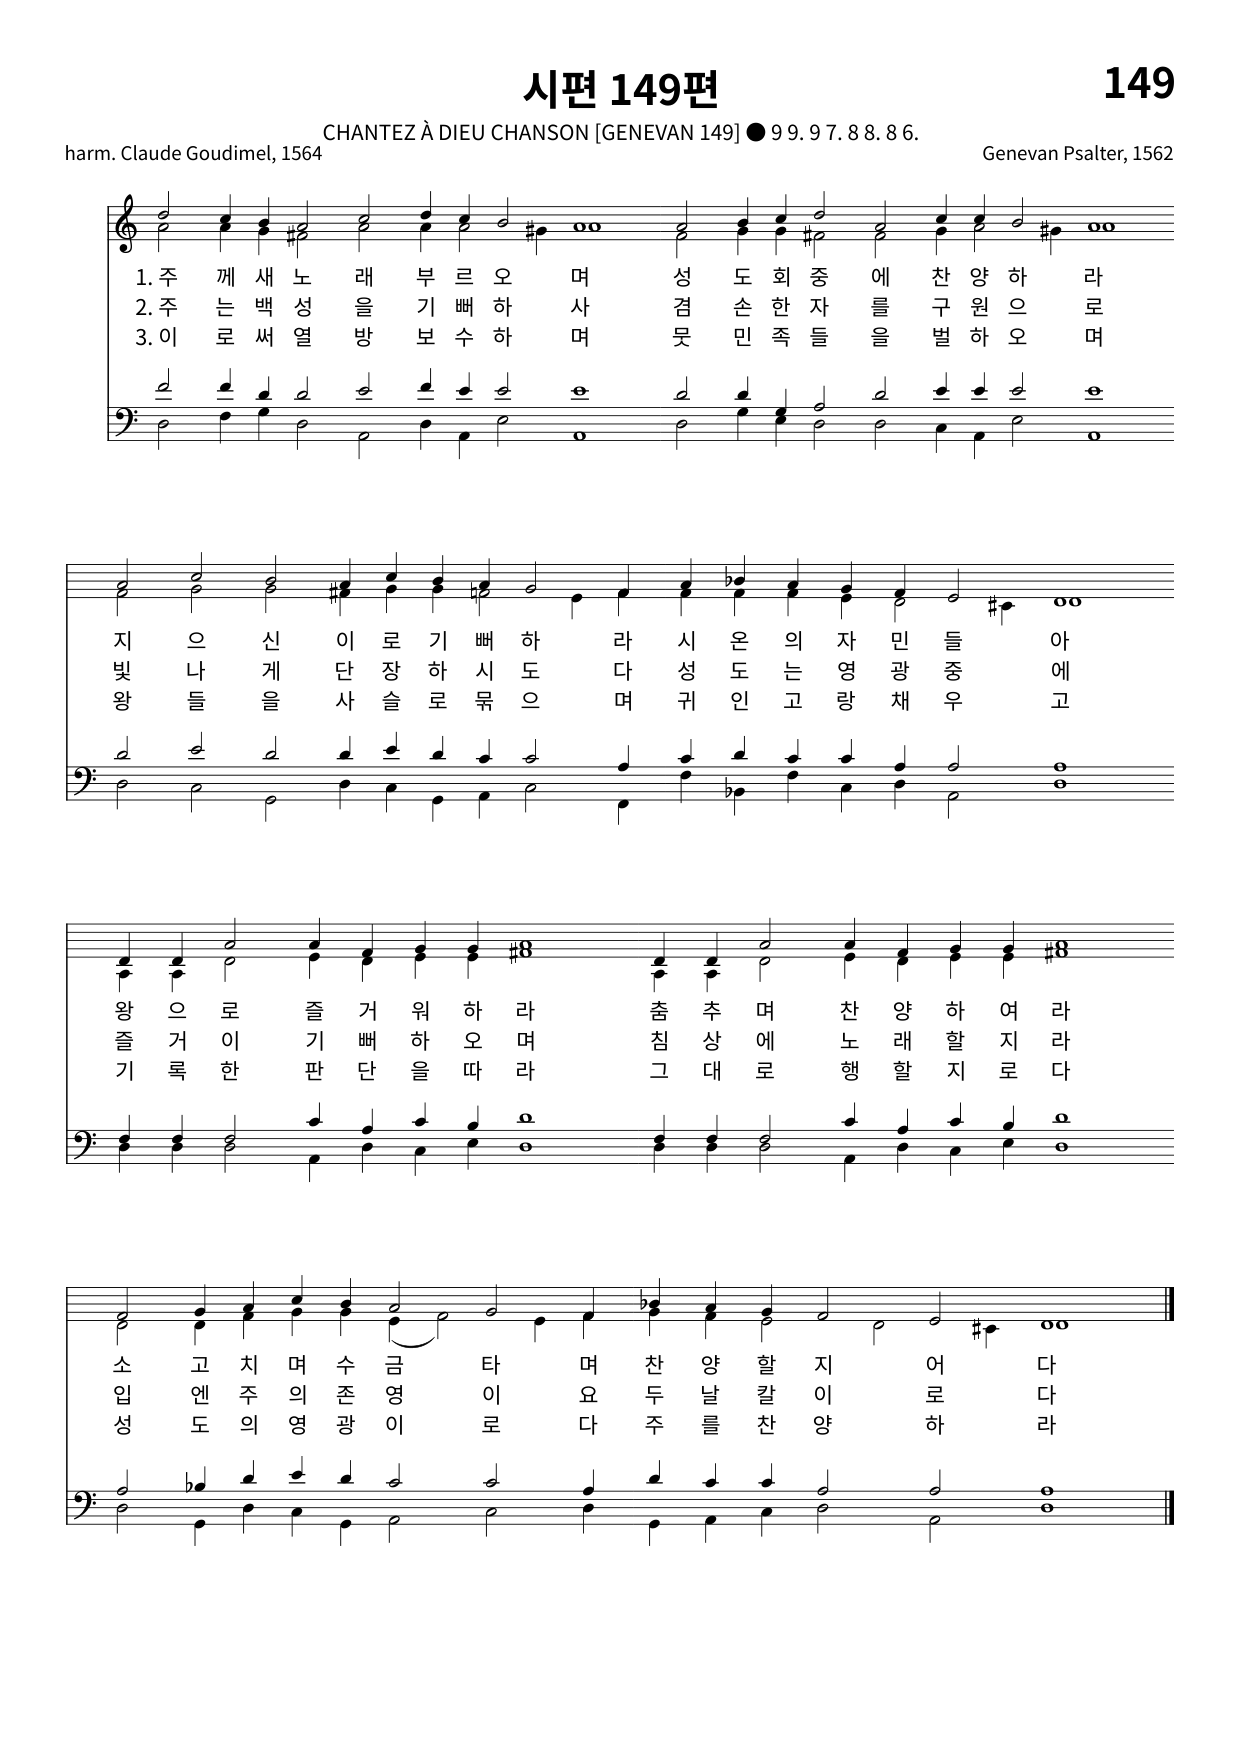 149
시편 149편
CHANTEZ À DIEU CHANSON [GENEVAN 149] ● 9 9. 9 7. 8 8. 8 6.
harm. Claude Goudimel, 1564 Genevan Psalter, 1562
1. 주 께 새 노 래 부 르 오 며 성 도 회 중 에 찬 양 하 라
2. 주 는 백 성 을 기 뻐 하 사 겸 손 한 자 를 구 원 으 로
3. 이 로 써 열 방 보 수 하 며 뭇 민 족 들 을 벌 하 오 며
지 으 신 이 로 기 뻐 하 라 시 온 의 자 민 들 아
빛 나 게 단 장 하 시 도 다 성 도 는 영 광 중 에
왕 들 을 사 슬 로 묶 으 며 귀 인 고 랑 채 우 고
왕 으 로 즐 거 워 하 라 춤 추 며 찬 양 하 여 라
즐 거 이 기 뻐 하 오 며 침 상 에 노 래 할 지 라
기 록 한 판 단 을 따 라 그 대 로 행 할 지 로 다
소 고 치 며 수 금 타 며 찬 양 할 지 어 다
입 엔 주 의 존 영 이 요 두 날 칼 이 로 다
성 도 의 영 광 이 로 다 주 를 찬 양 하 라